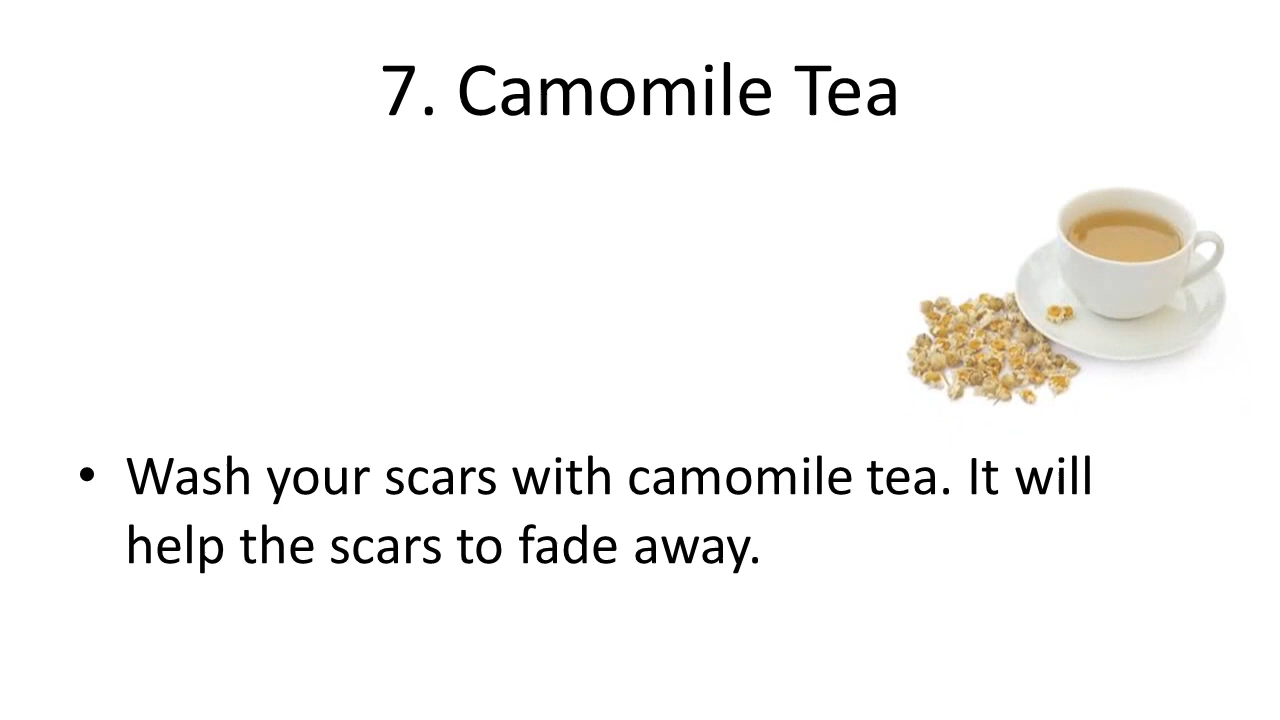 7. Camomile Tea
• Wash your scars with camomile tea. It will
help the scars to fade away.